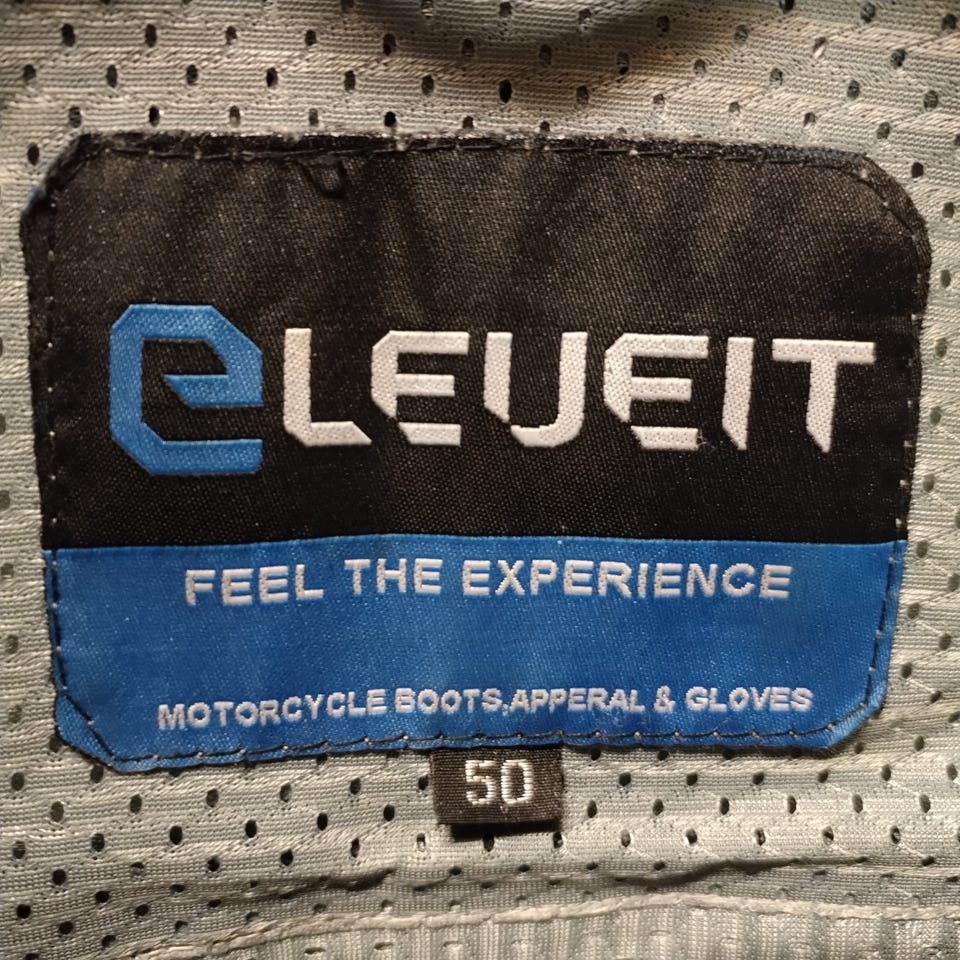 eLEVEIT
FEEL THE EXPERIENCE
MOTORCYCLE BOOTS,APPERAL & GLOVES
50